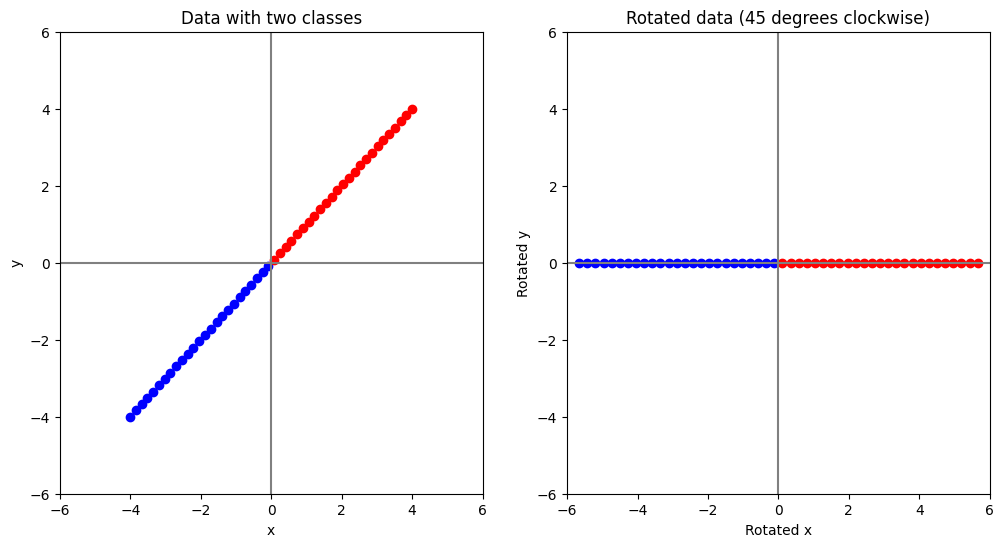 Data with two classes
6
4
2
0
−2
−4
−6
y
−6 −4 −2 0 2 4 6
x
Rotated data (45 degrees clockwise)
6
4
2
0
−2
−4
−6
Rotated y
−6 −4 −2 0 2 4 6
Rotated x